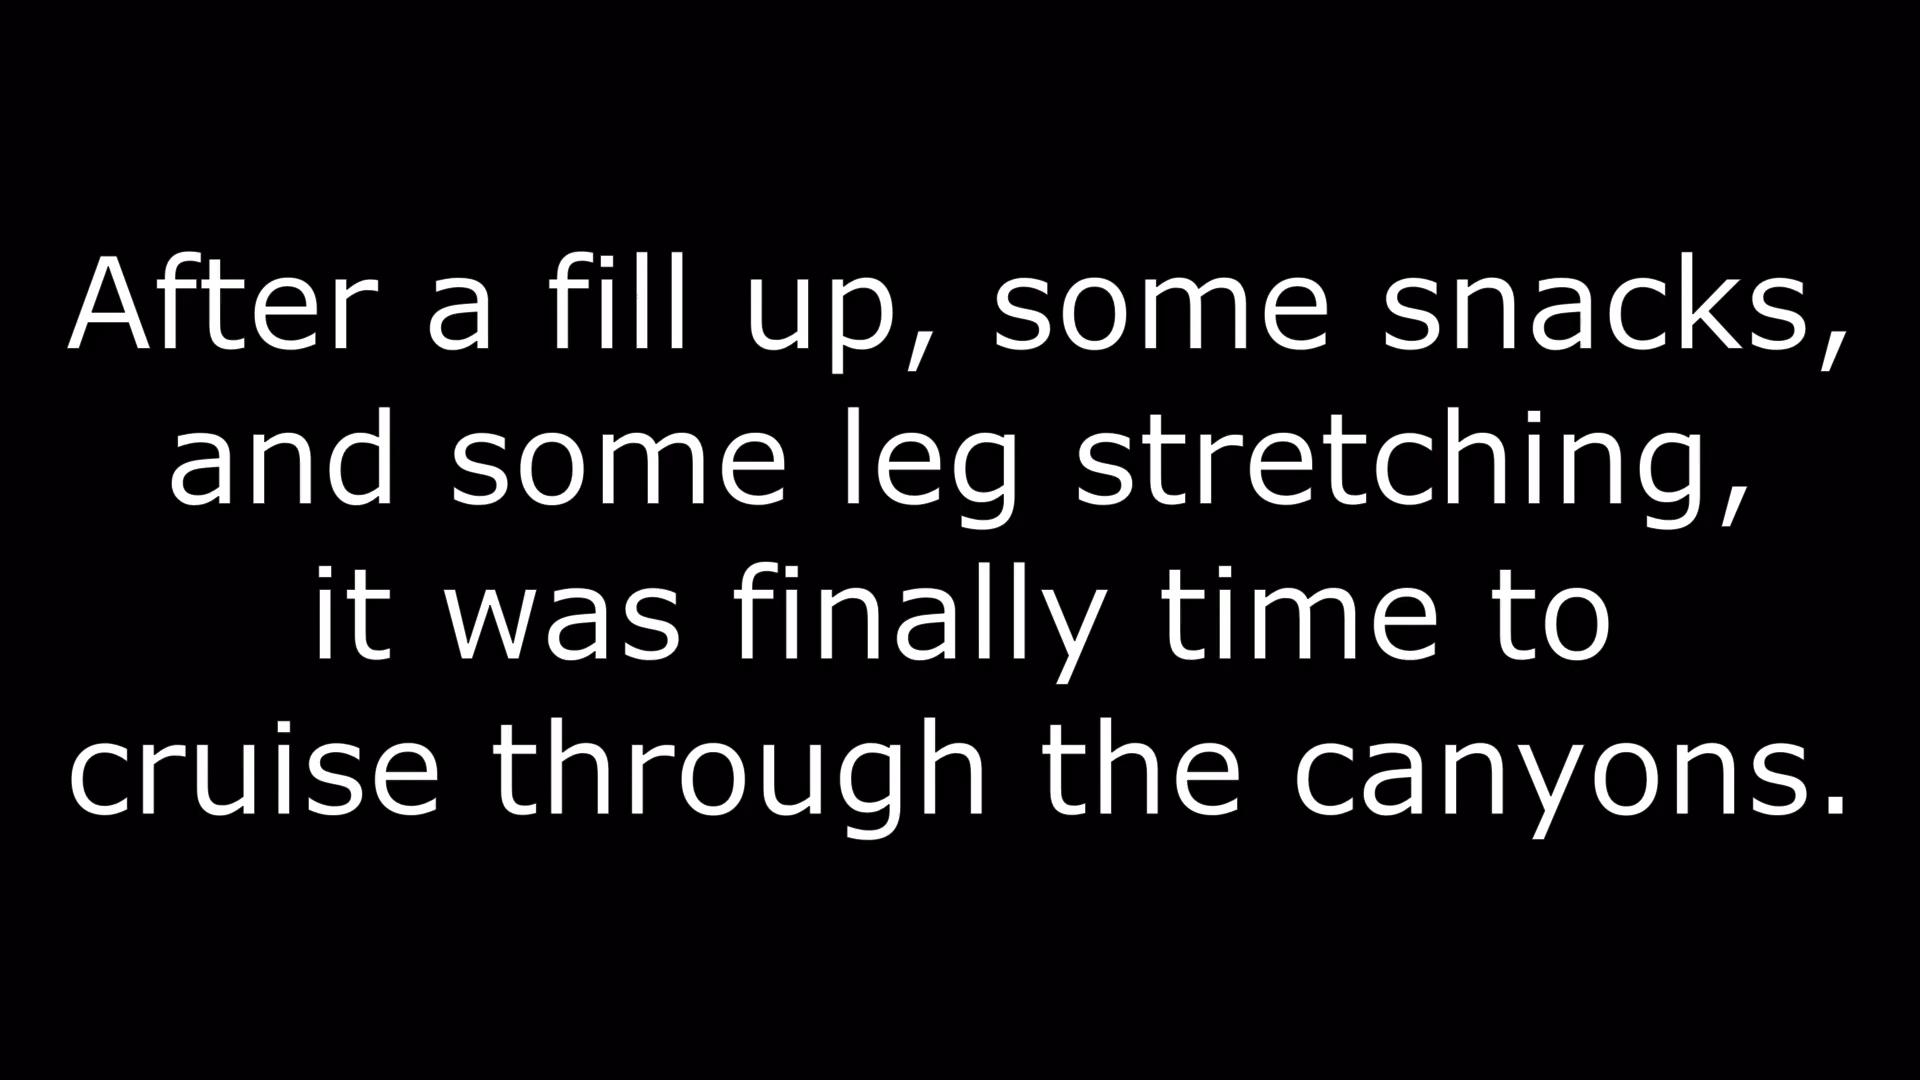 After a fill up, some snacks,
and some leg stretching,
it was finally time to
cruise through the canyons.